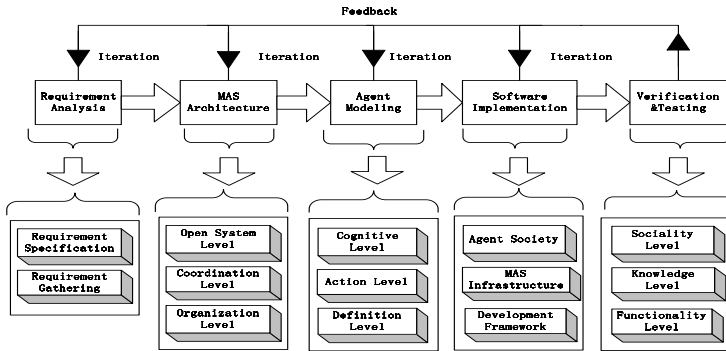 Feedback
Iteration
Iteration
Iteration
Iteration
Requirement
Analysis
MAS
Architecture
Agent
Modeling
Software
Implementation
Verification
&Testing
Requirement
Specification
Requirement
Gathering
Open System
Level
Coordination
Level
Organization
Level
Cognitive
Level
Action Level
Definition
Level
Agent Society
MAS
Infrastructure
Development
Framework
Sociality
Level
Knowledge
Level
Functionality
Level